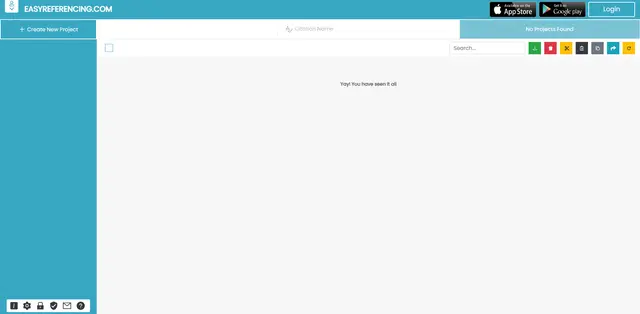 EASYREFERENCING.COM
Available on the
App Store
Get it on
Google play
Login
+ Create New Project
Citation Name
No Projects Found
Search...
Yay! You have seen it all